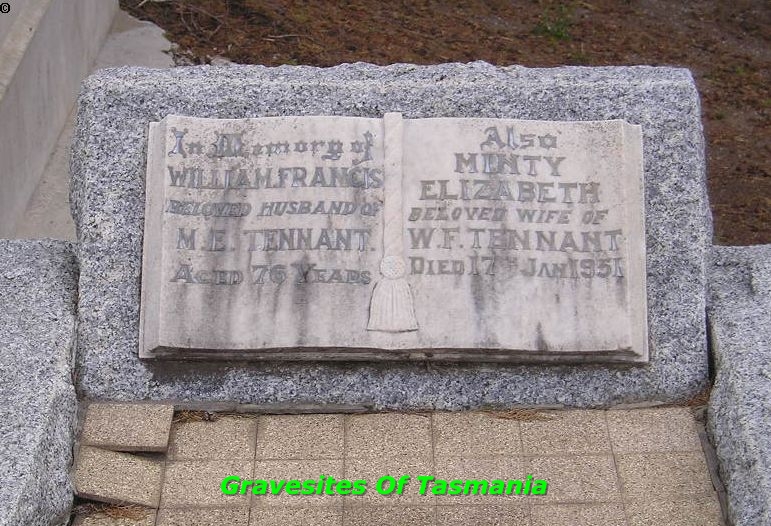 ©
In Memory of
WILLIAM FRANCIS
BELOVED HUSBAND OF
M. E. TENNANT.
AGED 76 YEARS
Also
MINTY
ELIZABETH
BELOVED WIFE OF
W. F. TENNANT
DIED 17TH JAN 1951
Gravesites Of Tasmania